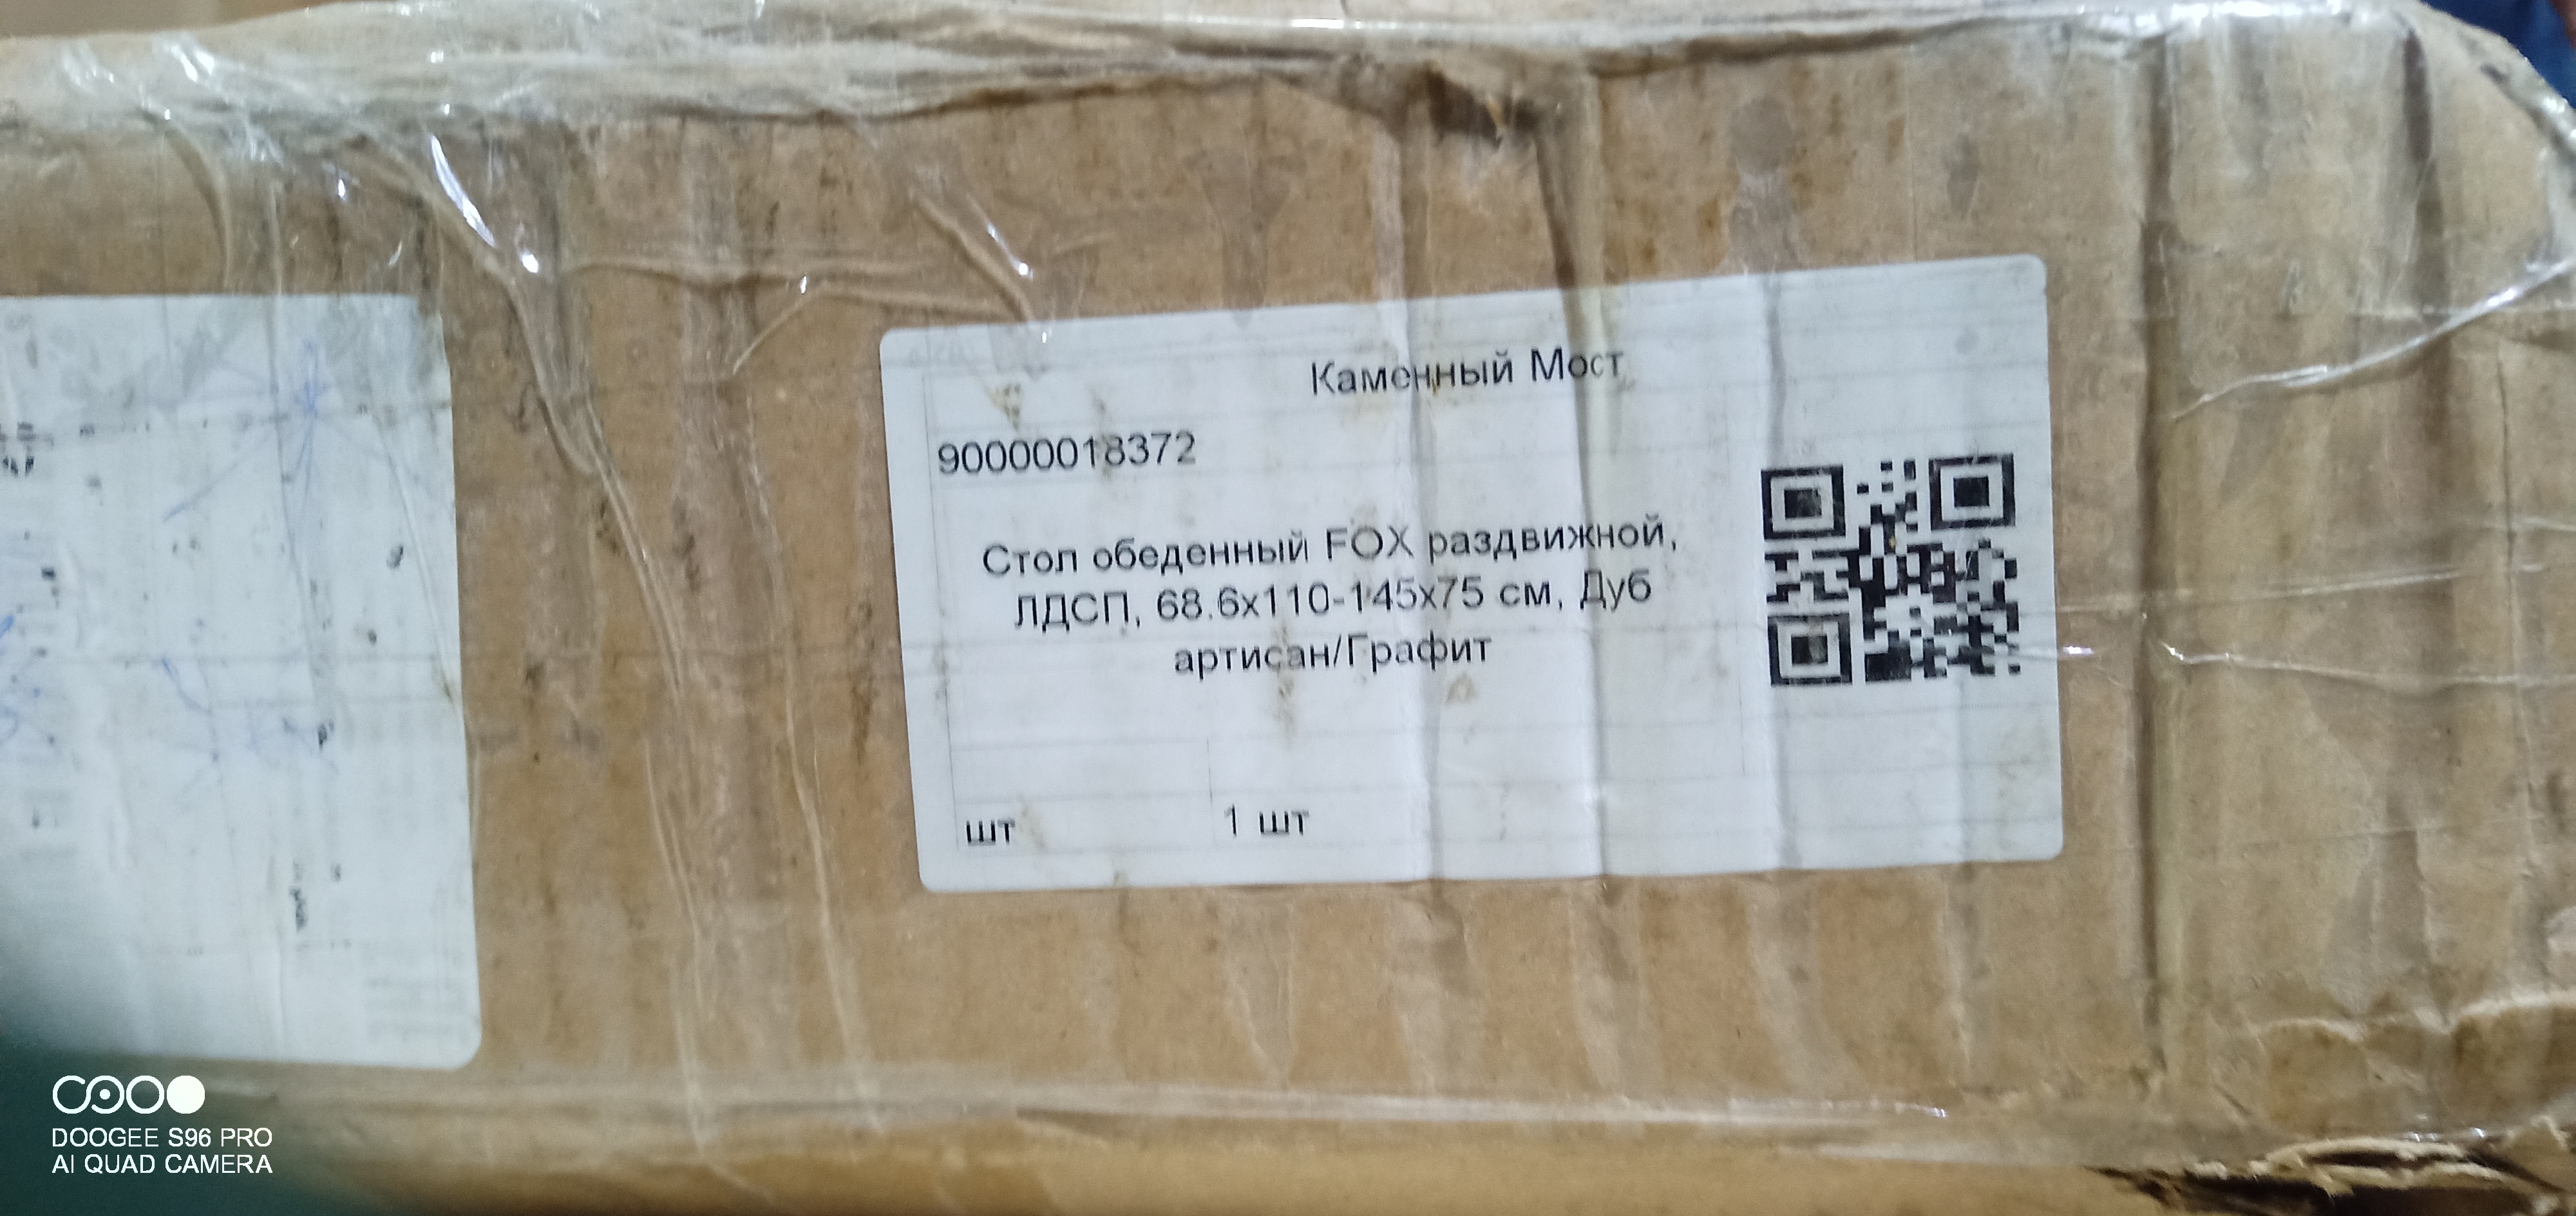 Каменный Мост
90000018372
Стол обеденный FOX раздвижной,
ЛДСП, 68.6x110-145x75 см, Дуб
артисан/Графит
шт 1 шт
DOOGEE S96 PRO
AI QUAD CAMERA